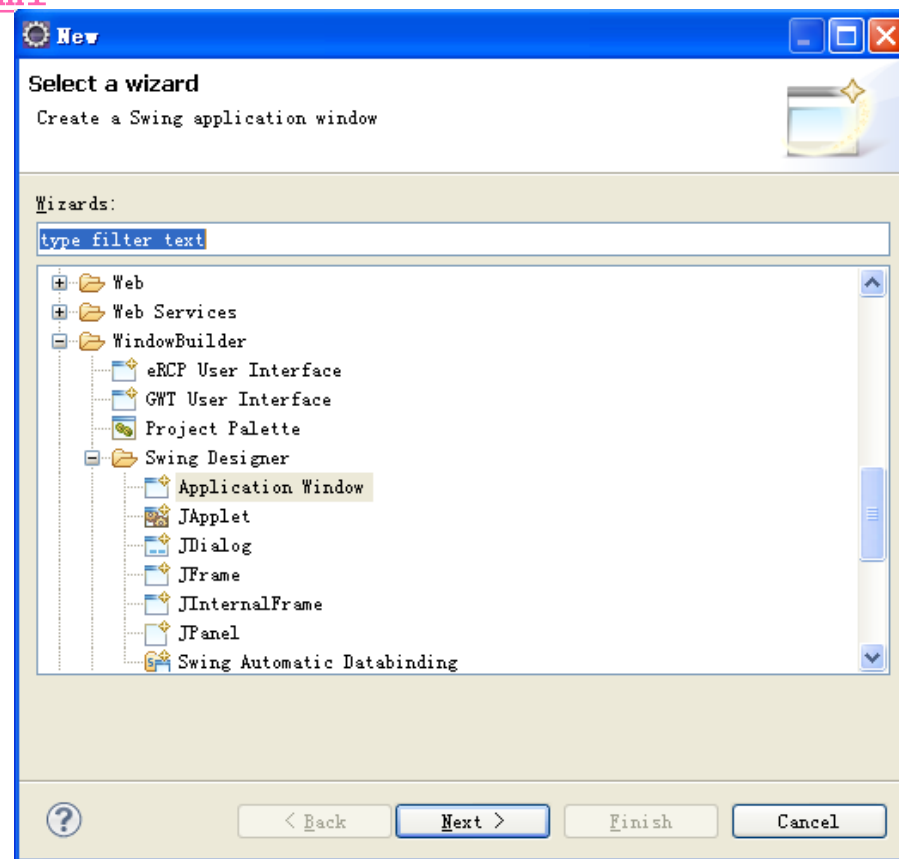 New
Select a wizard
Create a Swing application window
Wizards:
type filter text
Web
Web Services
WindowBuilder
eRCP User Interface
GWT User Interface
Project Palette
Swing Designer
Application Window
JApplet
JDialog
JFrame
JInternalFrame
JPanel
Swing Automatic Databinding
< Back Next > Finish Cancel